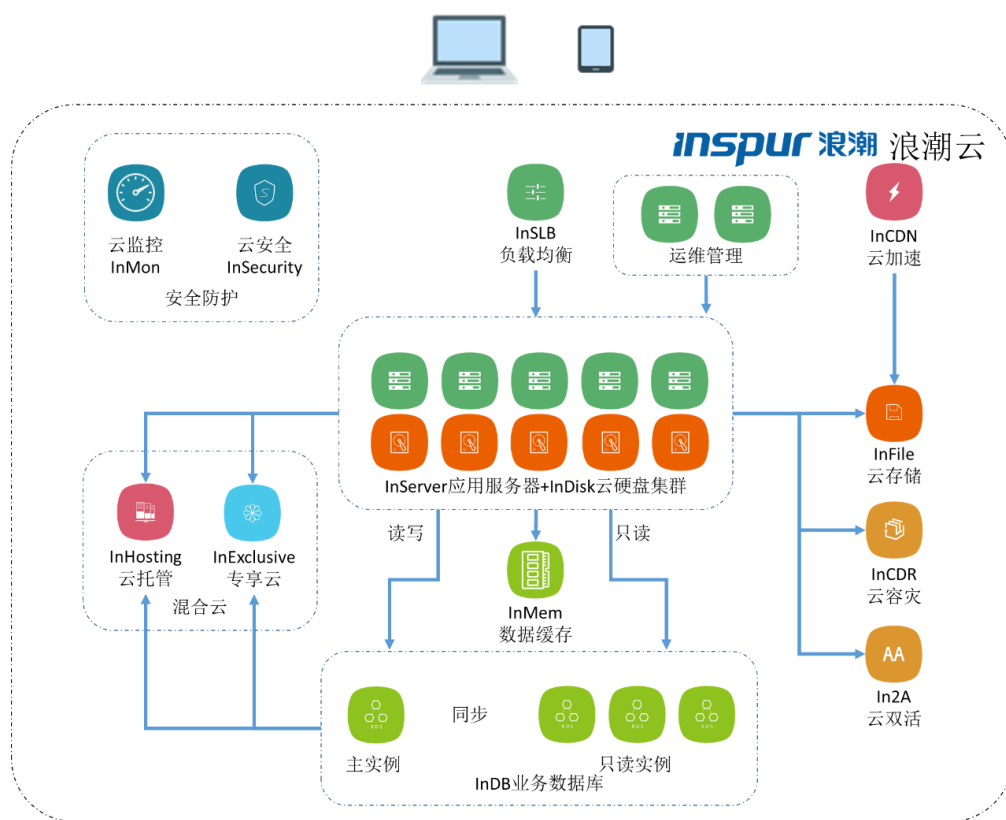 inspur 浪潮 浪潮云
云监控
InMon
云安全
InSecurity
安全防护
InSLB
负载均衡
运维管理
InCDN
云加速
InServer应用服务器+InDisk云硬盘集群
InFile
云存储
读写
只读
InHosting
云托管
InExclusive
专享云
混合云
InMem
数据缓存
InCDR
云容灾
AA
In2A
云双活
RDS
主实例
同步
RDS
RDS
RDS
只读实例
InDB业务数据库